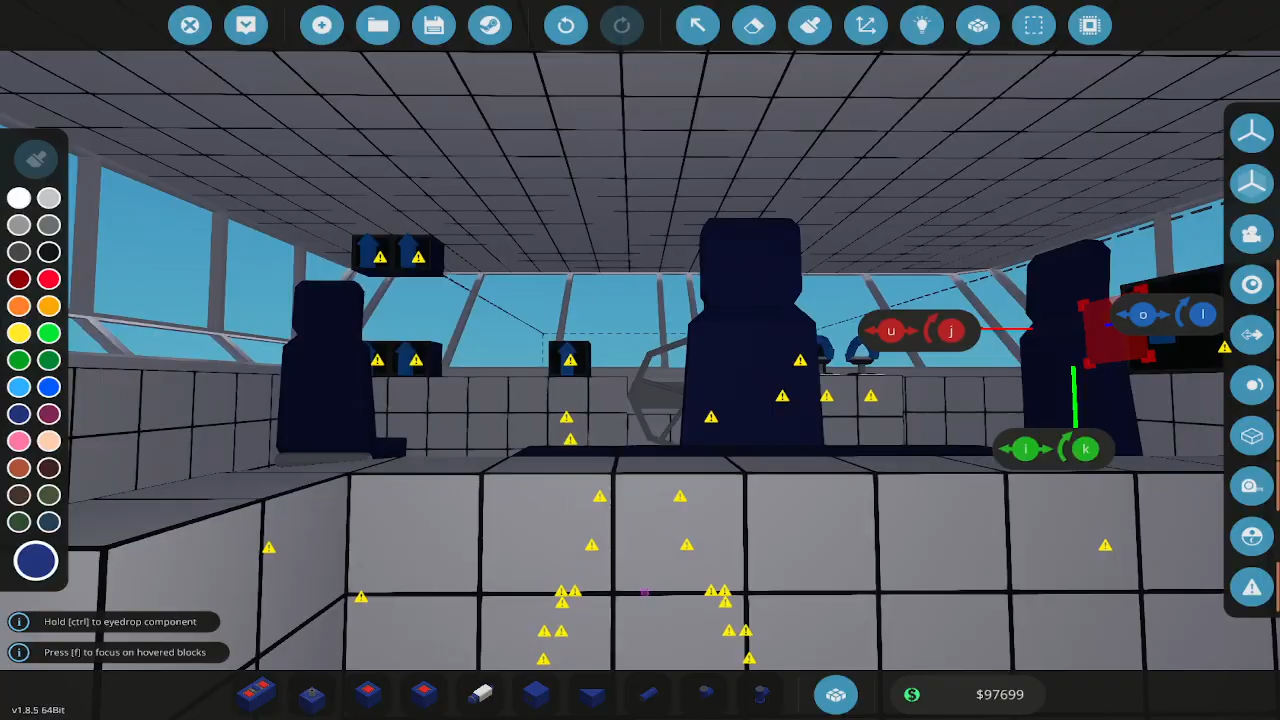 o l
u j
i k
Hold [ctrl] to eyedrop component
Press [f] to focus on hovered blocks
$ $97699
v1.8.5 64Bit